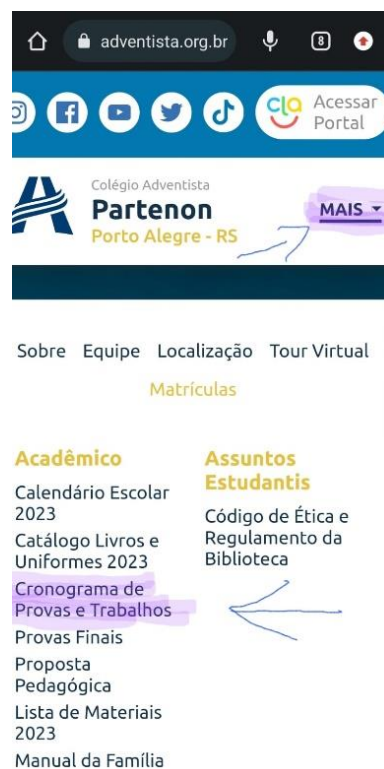 adventista.org.br
8
cla
Acessar
Portal
Colégio Adventista
Partenon
Porto Alegre - RS
MAIS
Sobre Equipe Localização Tour Virtual
Matrículas
Acadêmico
Calendário Escolar
2023
Catálogo Livros e
Uniformes 2023
Cronograma de
Provas e Trabalhos
Provas Finais
Proposta
Pedagógica
Lista de Materiais
2023
Manual da Família
Assuntos
Estudantis
Código de Ética e
Regulamento da
Biblioteca